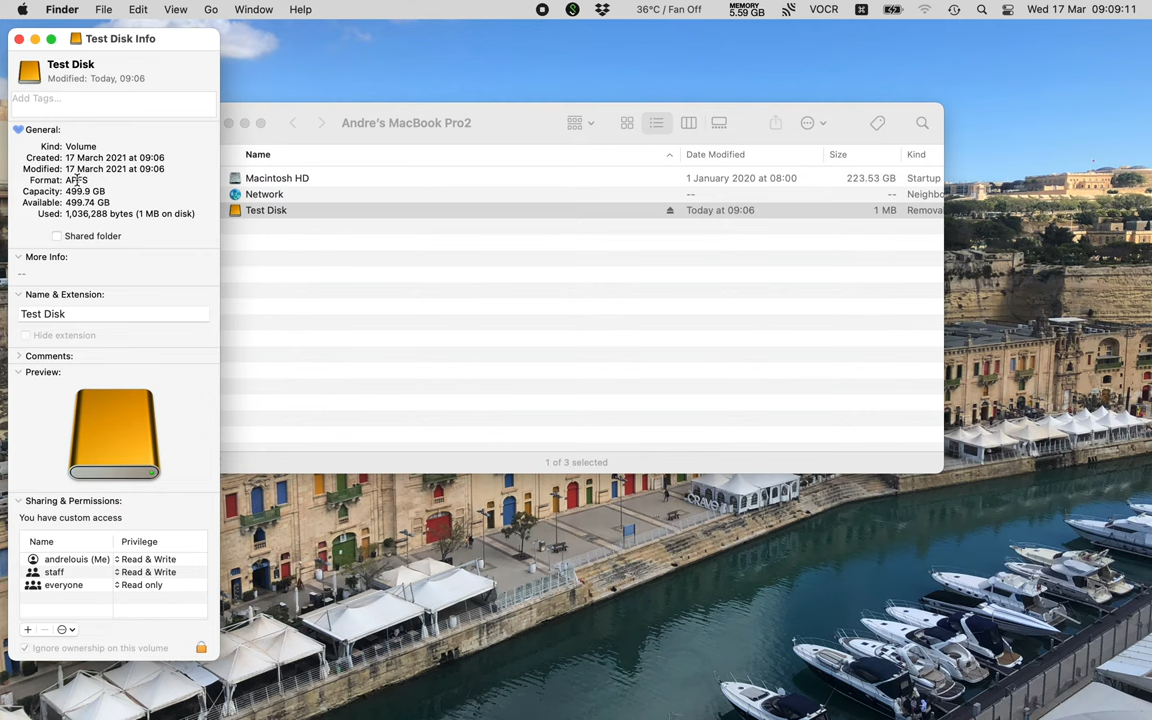 Finder File Edit View Go Window Help 36°C / Fan Off MEMORY 5.59 GB VOCR Wed 17 Mar 09:09:11
Test Disk Info
Test Disk
Modified: Today, 09:06
Add Tags...
General:
Kind: Volume
Created: 17 March 2021 at 09:06
Modified: 17 March 2021 at 09:06
Format: APFS
Capacity: 499.9 GB
Available: 499.74 GB
Used: 1,036,288 bytes (1 MB on disk)
Shared folder
More Info:
--
Name & Extension:
Test Disk
Hide extension
Comments:
Preview:
Sharing & Permissions:
You have custom access
Name Privilege
andrelouis (Me) Read & Write
staff Read & Write
everyone Read only
Ignore ownership on this volume
Andre's MacBook Pro2
Name Date Modified Size Kind
Macintosh HD 1 January 2020 at 08:00 223.53 GB Startup
Network -- -- Neighbo
Test Disk Today at 09:06 1 MB Remova
1 of 3 selected